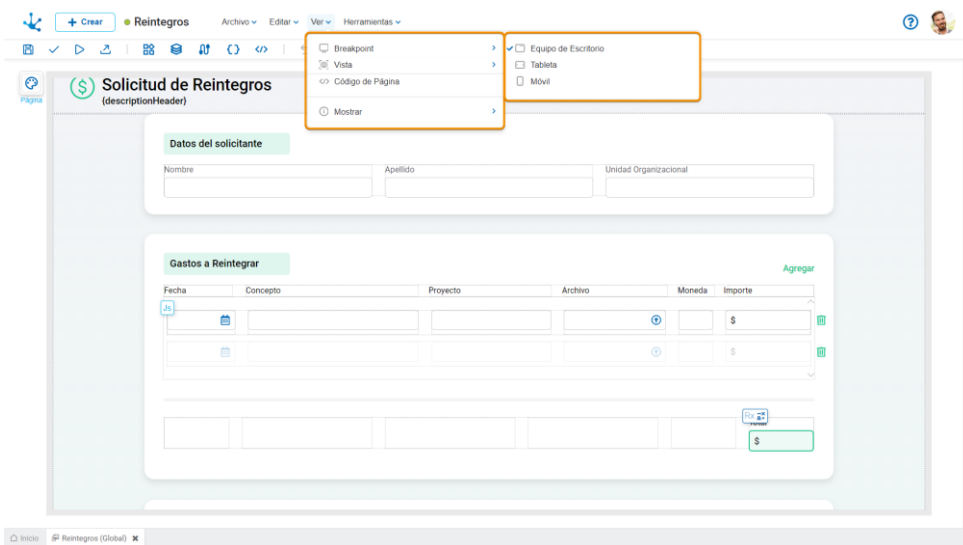 + Crear
Reintegros
Archivo
Editar
Ver
Herramientas
Breakpoint
Equipo de Escritorio
Vista
Tableta
Código de Página
Móvil
Mostrar
Página
Solicitud de Reintegros
{descriptionHeader}
Datos del solicitante
Nombre Apellido Unidad Organizacional
Gastos a Reintegrar
Agregar
Fecha Concepto Proyecto Archivo Moneda Importe
Js
$
$
Rx
Total
$
Inicio
Reintegros (Global)